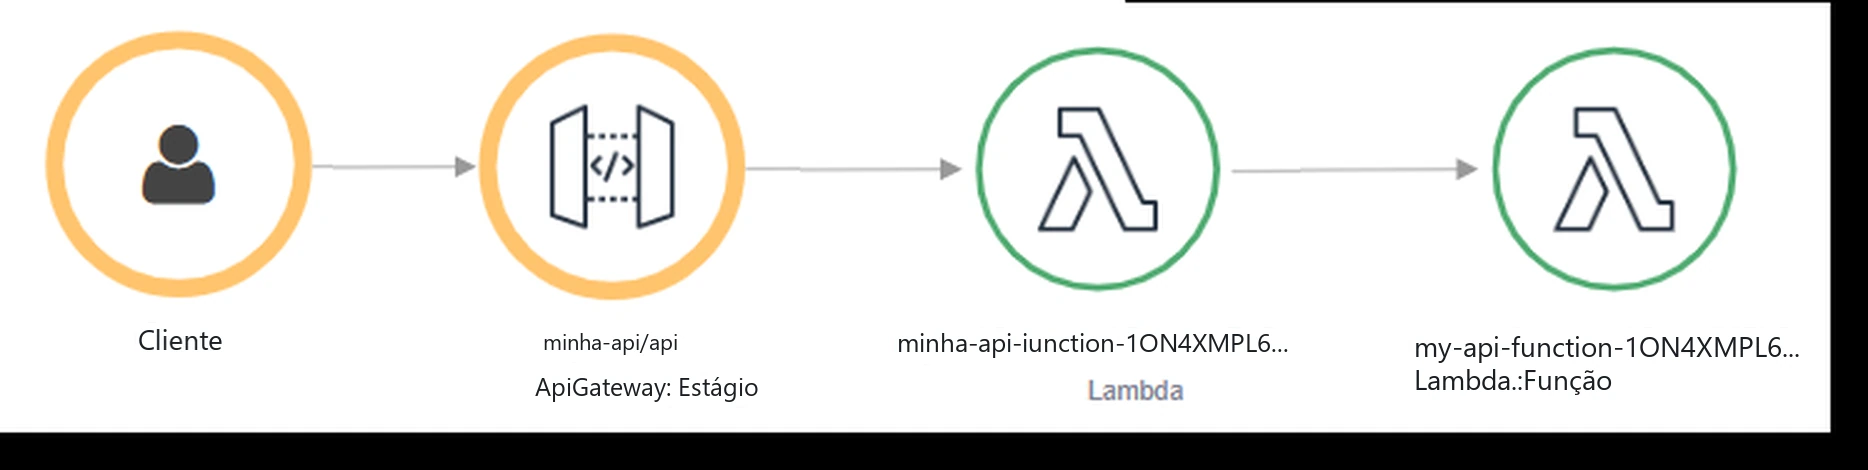 Cliente
minha-api/api
ApiGateway: Estágio
minha-api-iunction-1ON4XMPL6...
Lambda
my-api-function-1ON4XMPL6...
Lambda.:Função